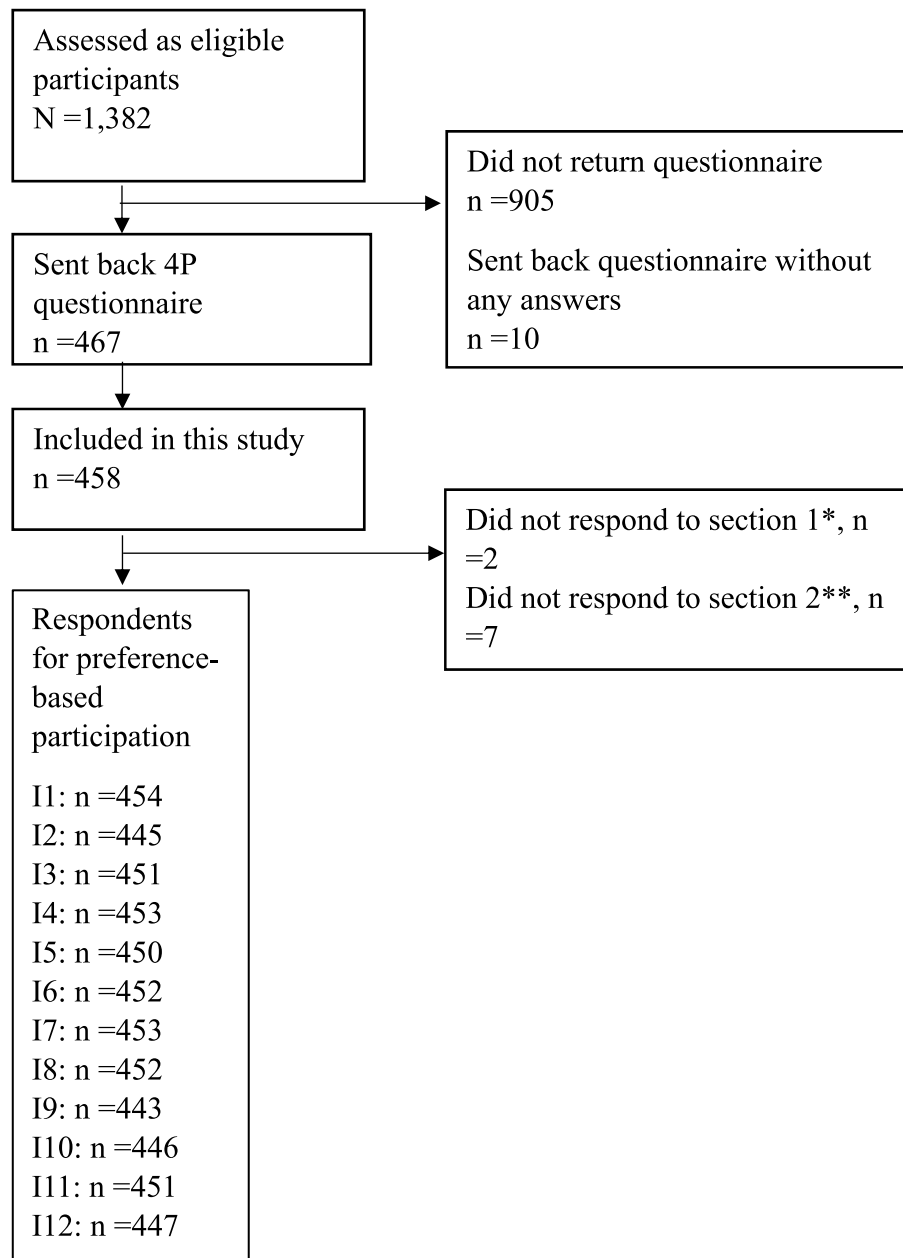 Assessed as eligible
participants
N =1,382
Did not return questionnaire
n =905
Sent back questionnaire without
any answers
n =10
Sent back 4P
questionnaire
n =467
Included in this study
n =458
Did not respond to section 1*, n
=2
Did not respond to section 2**, n
=7
Respondents
for preference-
based
participation
I1: n =454
I2: n =445
I3: n =451
I4: n =453
I5: n =450
I6: n =452
I7: n =453
I8: n =452
I9: n =443
I10: n =446
I11: n =451
I12: n =447